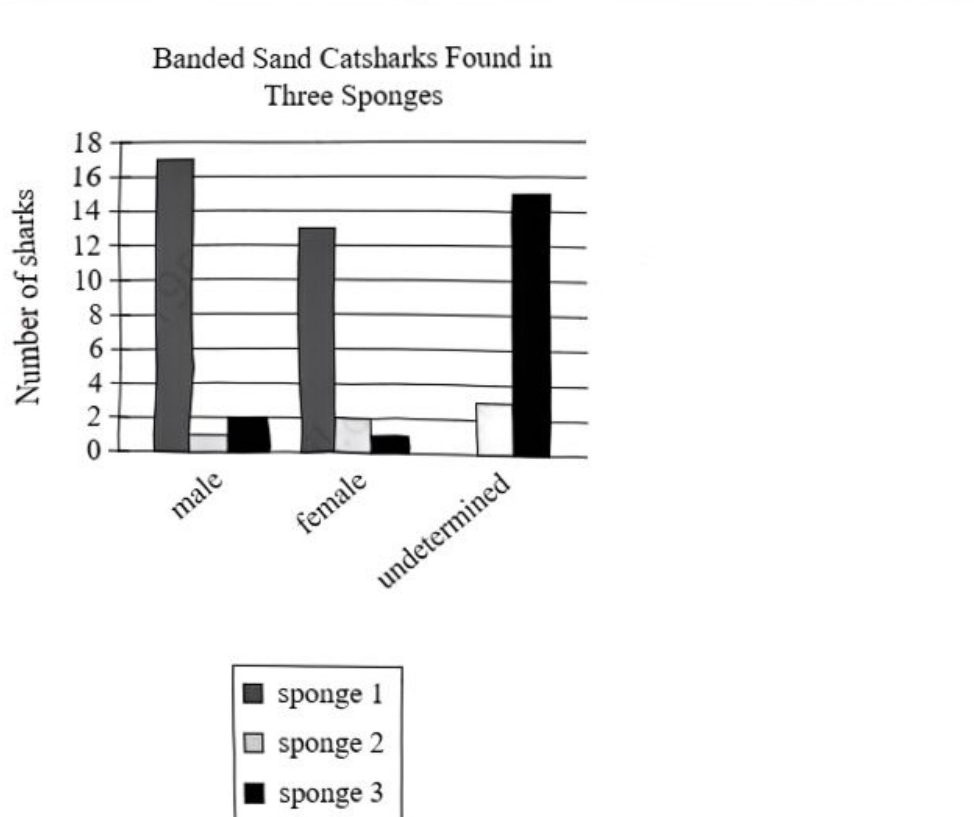 Banded Sand Catsharks Found in
Three Sponges
Number of sharks
18
16
14
12
10
8
6
4
2
0
male
female
undetermined
sponge 1
sponge 2
sponge 3